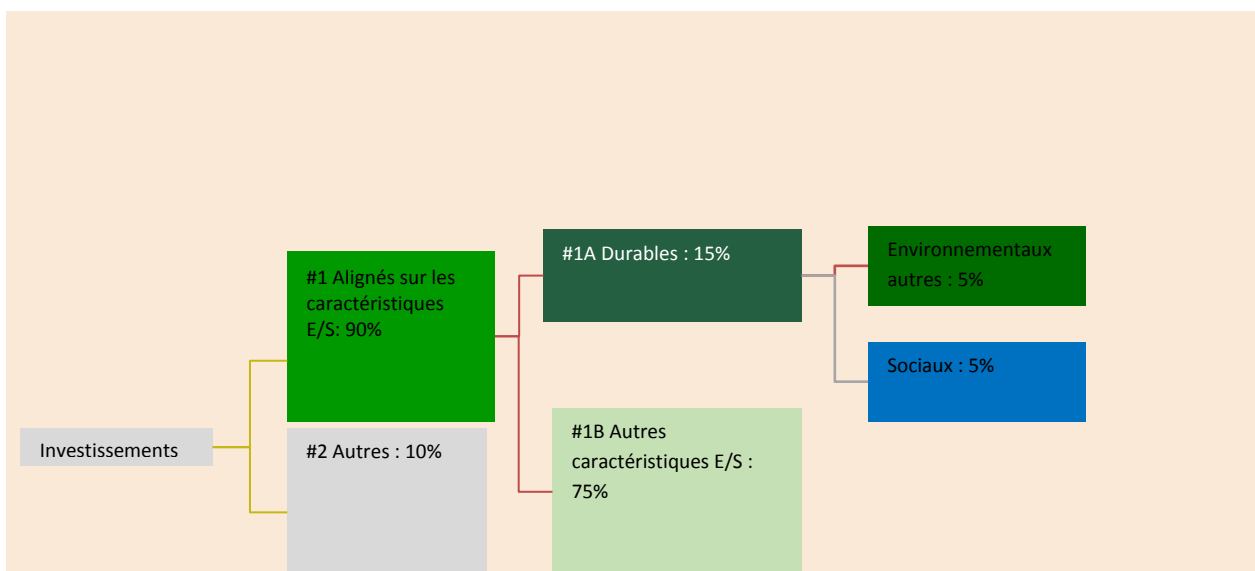 Investissements
#1 Alignés sur les
caractéristiques
E/S: 90%
#2 Autres : 10%
#1A Durables : 15%
#1B Autres
caractéristiques E/S :
75%
Environnementaux
autres : 5%
Sociaux : 5%